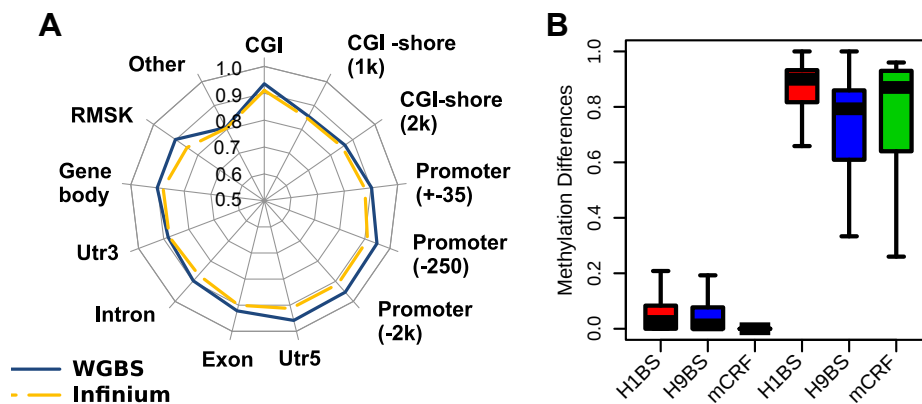 A
CGI
CGI -shore
(1k)
CGI-shore
(2k)
Promoter
(+-35)
Promoter
(-250)
Promoter
(-2k)
Utr5
Exon
Intron
Utr3
Gene
body
RMSK
Other
1.0
0.9
0.8
0.7
0.6
0.5
WGBS
Infinium
B
Methylation Differences
1.0
0.8
0.6
0.4
0.2
0.0
H1BS
H9BS
mCRF
H1BS
H9BS
mCRF